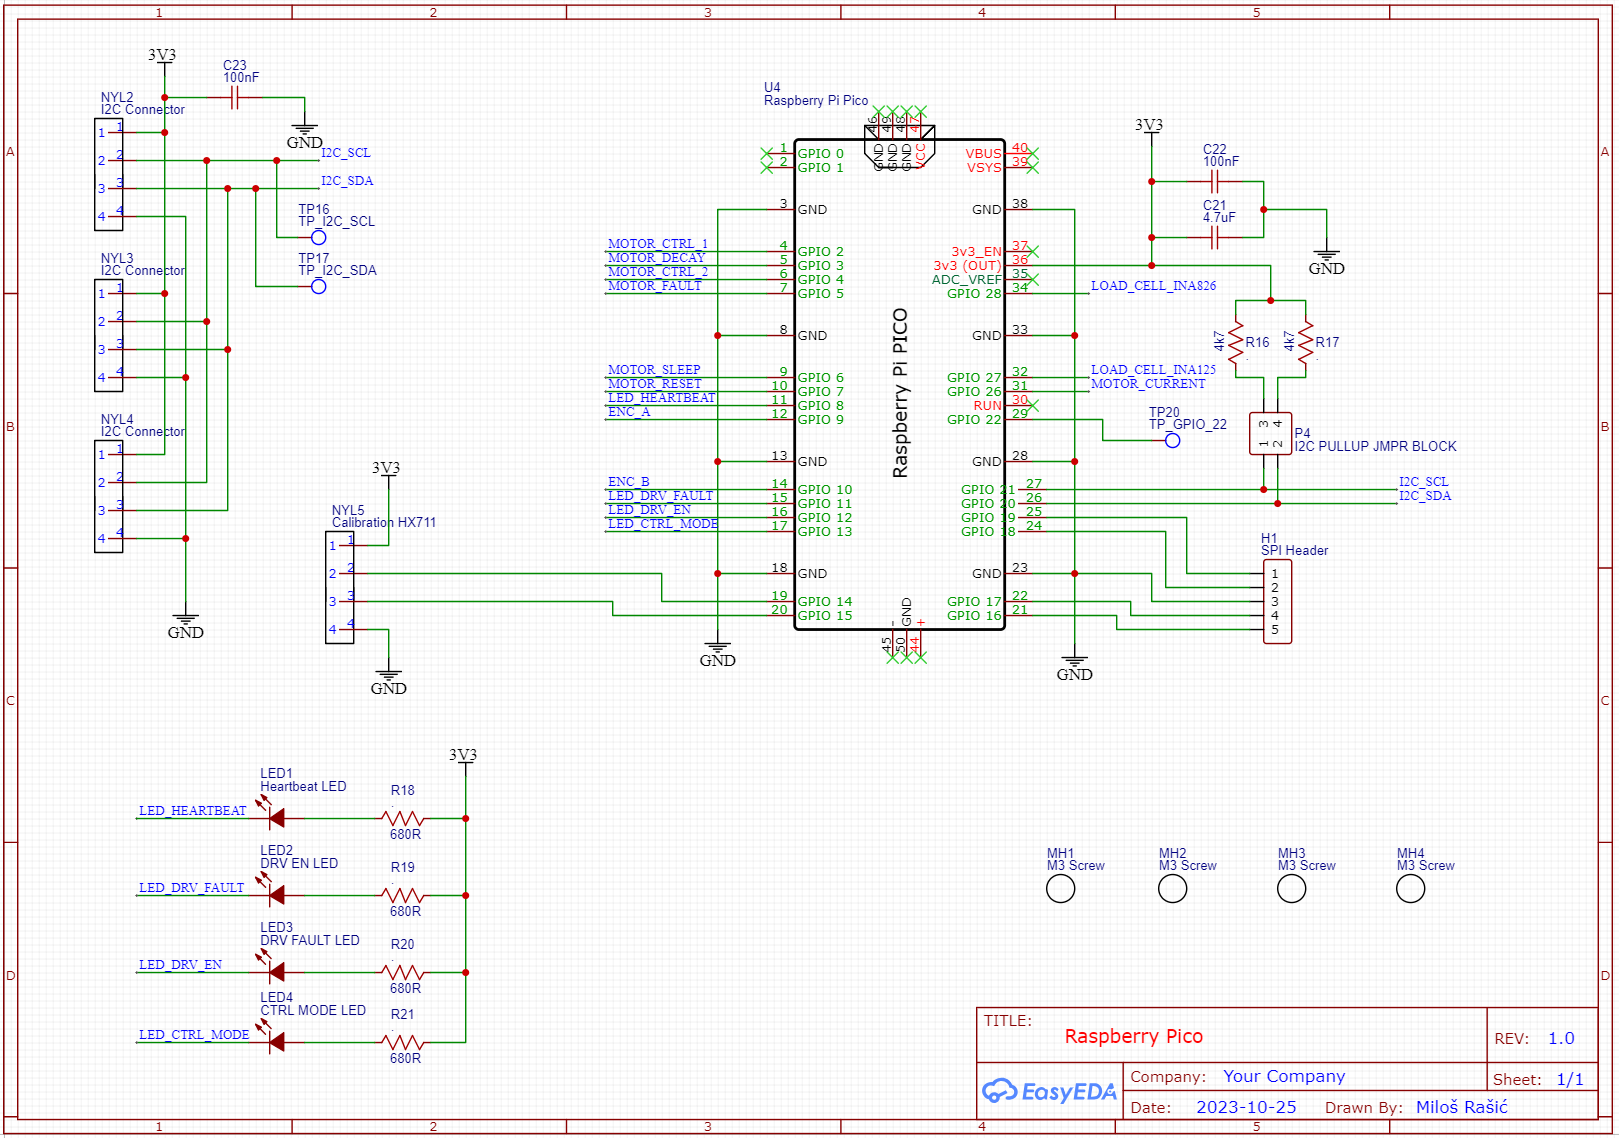 1 2 3 4 5
A A
B B
C C
D D
3V3
C23
100nF
GND
NYL2
I2C Connector
1 1
2 2
3 3
4 4
I2C_SCL
I2C_SDA
TP16
TP_I2C_SCL
TP17
TP_I2C_SDA
NYL3
I2C Connector
1 1
2 2
3 3
4 4
NYL4
I2C Connector
1 1
2 2
3 3
4 4
GND
3V3
NYL5
Calibration HX711
1 1
2 2
3 3
4 4
GND
U4
Raspberry Pi Pico
46 49 48 47
GND GND GND VCC
1 GPIO 0
2 GPIO 1
3 GND
MOTOR_CTRL_1 4 GPIO 2
MOTOR_DECAY 5 GPIO 3
MOTOR_CTRL_2 6 GPIO 4
MOTOR_FAULT 7 GPIO 5
8 GND
MOTOR_SLEEP 9 GPIO 6
MOTOR_RESET 10 GPIO 7
LED_HEARTBEAT 11 GPIO 8
ENC_A 12 GPIO 9
13 GND
ENC_B 14 GPIO 10
LED_DRV_FAULT 15 GPIO 11
LED_DRV_EN 16 GPIO 12
LED_CTRL_MODE 17 GPIO 13
18 GND
19 GPIO 14
20 GPIO 15
GND
Raspberry Pi PICO
- GND +
45 50 44
VBUS 40
VSYS 39
GND 38
3v3_EN 37
3v3 (OUT) 36
ADC_VREF 35
GPIO 28 34 LOAD_CELL_INA826
GND 33
GPIO 27 32 LOAD_CELL_INA125
GPIO 26 31 MOTOR_CURRENT
RUN 30
GPIO 22 29
GND 28
GPIO 21 27 I2C_SCL
GPIO 20 26 I2C_SDA
GPIO 19 25
GPIO 18 24
GND 23
GPIO 17 22
GPIO 16 21
GND
3V3
C22
100nF
C21
4.7uF
GND
4k7 R16
4k7 R17
TP20
TP_GPIO_22
3 4
1 2
P4
I2C PULLUP JMPR BLOCK
H1
SPI Header
1
2
3
4
5
3V3
LED1
Heartbeat LED
LED_HEARTBEAT
R18
680R
LED2
DRV EN LED
LED_DRV_FAULT
R19
680R
LED3
DRV FAULT LED
LED_DRV_EN
R20
680R
LED4
CTRL MODE LED
LED_CTRL_MODE
R21
680R
MH1
M3 Screw
MH2
M3 Screw
MH3
M3 Screw
MH4
M3 Screw
TITLE:
Raspberry Pico
REV: 1.0
EasyEDA
Company: Your Company
Sheet: 1/1
Date: 2023-10-25
Drawn By: Miloš Rašić
1 2 3 4 5